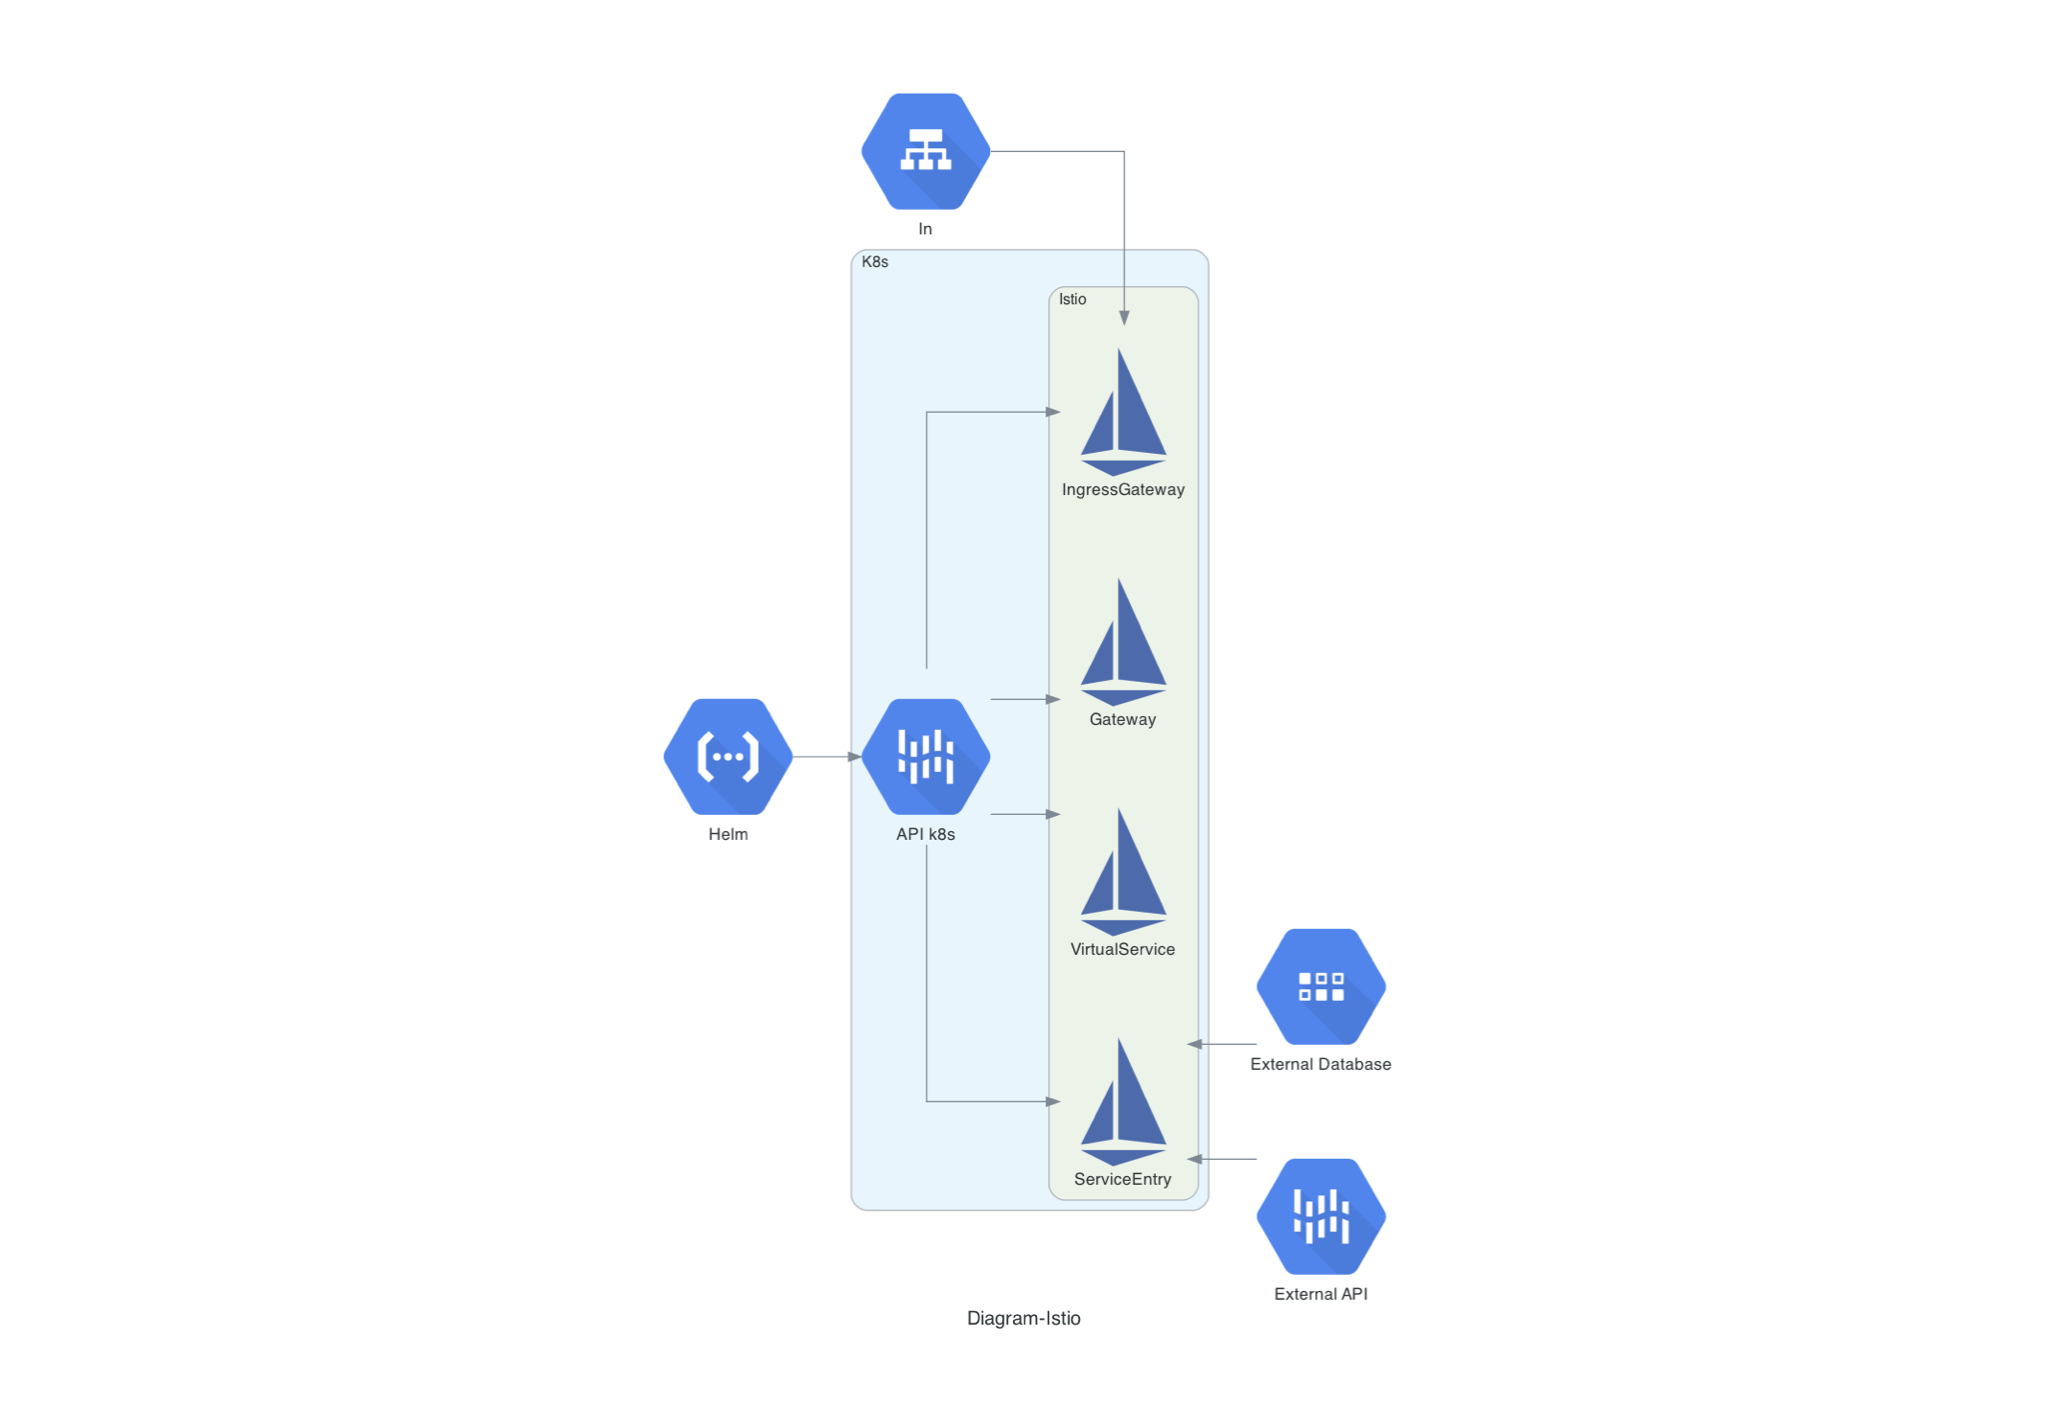 In
K8s
Istio
IngressGateway
Gateway
Helm
API k8s
VirtualService
External Database
ServiceEntry
External API
Diagram-Istio